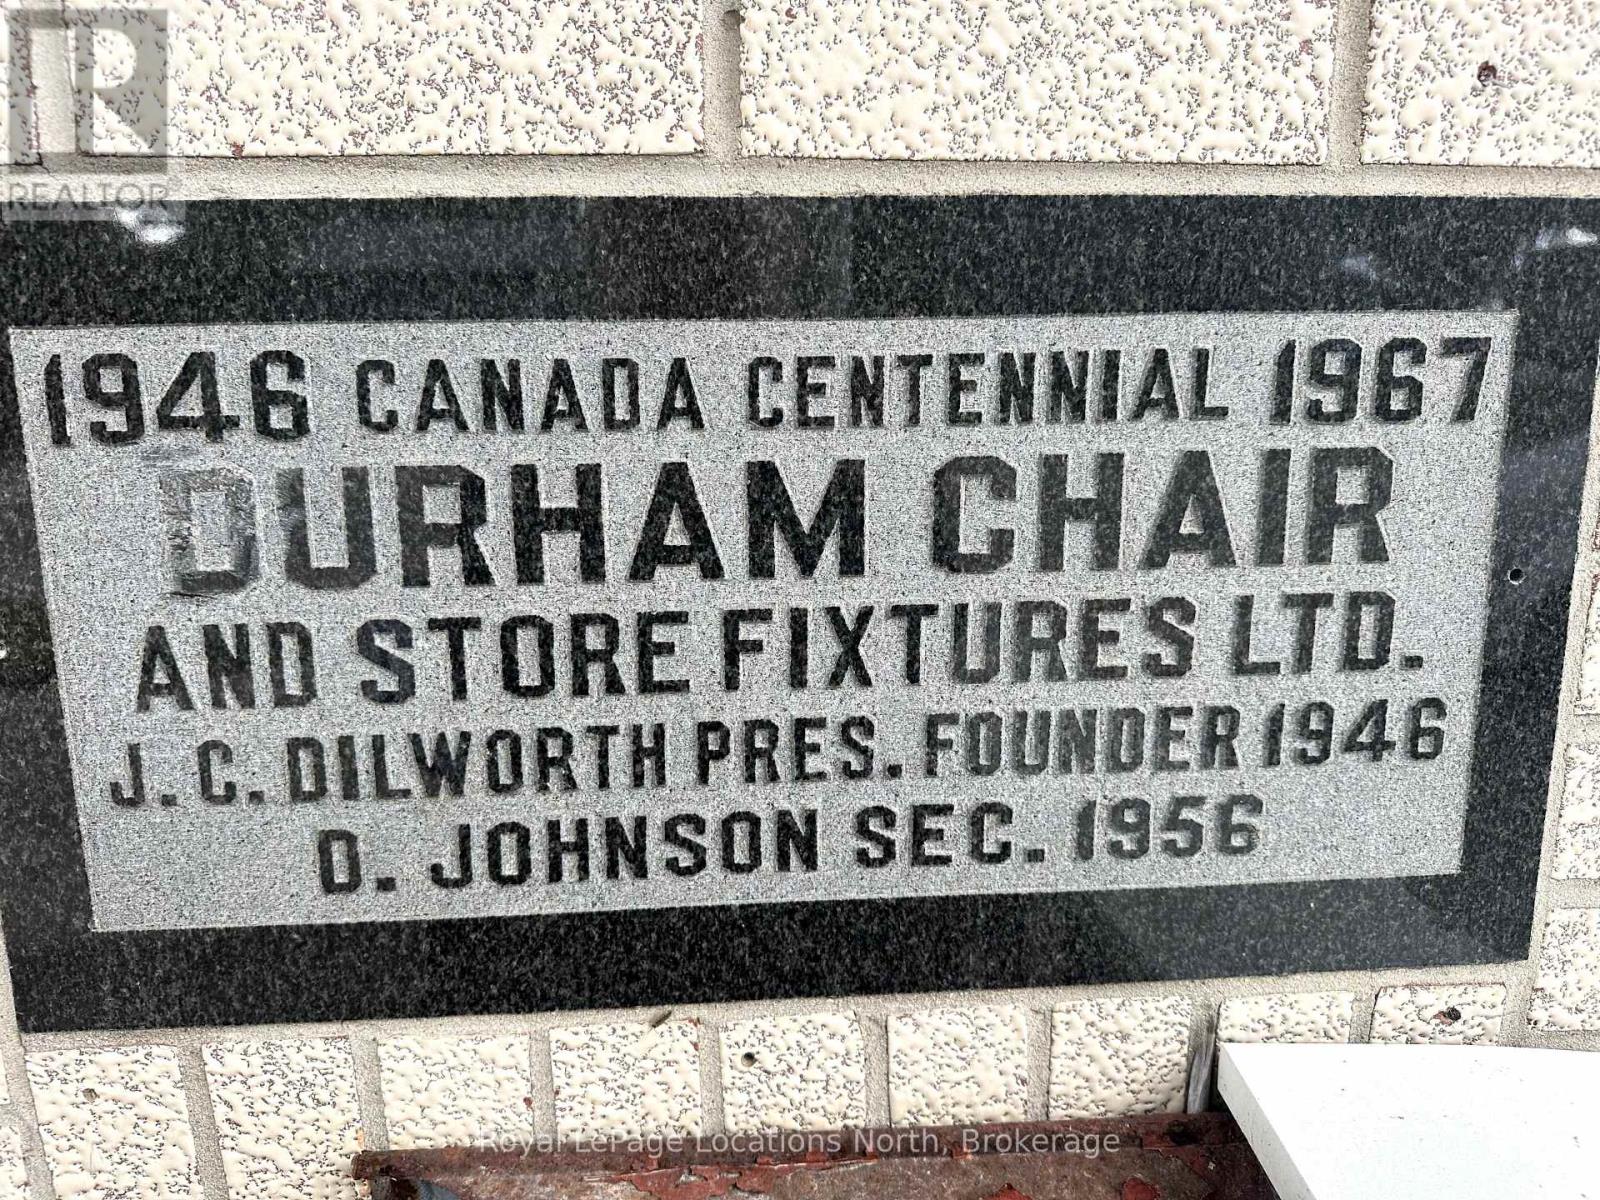 REALTOR
1946 CANADA CENTENNIAL 1967
DURHAM CHAIR
AND STORE FIXTURES LTD.
J. C. DILWORTH PRES. FOUNDER 1946
D. JOHNSON SEC. 1956
Royal LePage Locations North, Brokerage